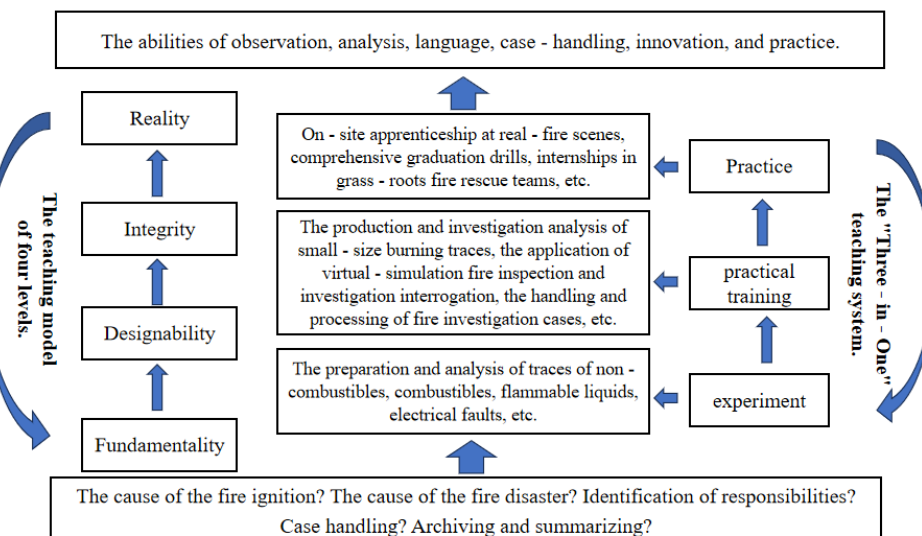 The abilities of observation, analysis, language, case - handling, innovation, and practice.
Reality
Integrity
Designability
Fundamentality
The teaching model
of four levels.
On - site apprenticeship at real - fire scenes,
comprehensive graduation drills, internships in
grass - roots fire rescue teams, etc.
The production and investigation analysis of
small - size burning traces, the application of
virtual - simulation fire inspection and
investigation interrogation, the handling and
processing of fire investigation cases, etc.
The preparation and analysis of traces of non -
combustibles, combustibles, flammable liquids,
electrical faults, etc.
Practice
practical
training
experiment
The "Three - in - One"
teaching system.
The cause of the fire ignition? The cause of the fire disaster? Identification of responsibilities?
Case handling? Archiving and summarizing?